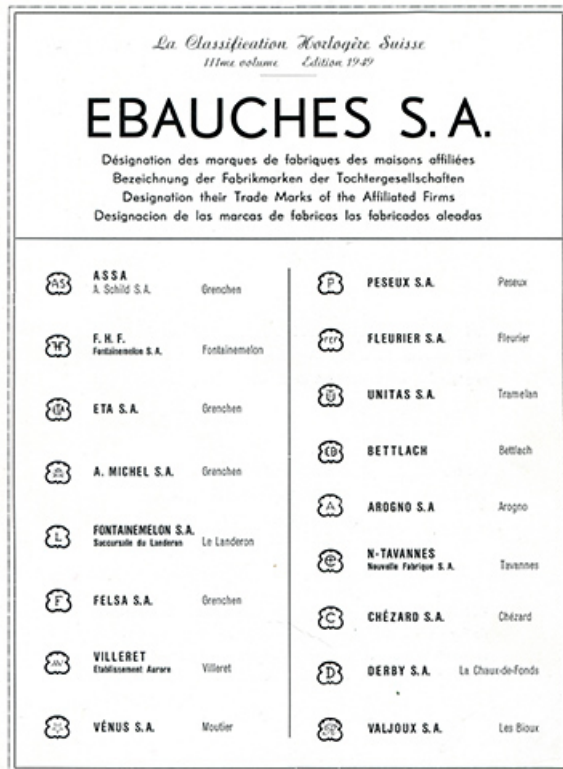 La Classification Horlogère Suisse
IIIme volume Édition 1949
EBAUCHES S.A.
Désignation des marques de fabriques des maisons affiliées
Bezeichnung der Fabrikmarken der Tochtergesellschaften
Designation their Trade Marks of the Affiliated Firms
Designacion de las marcas de fabricas las fabricados aleadas
AS ASSA
A. Schild S.A. Grenchen
F. H. F.
Fontainemelon S.A. Fontainemelon
ETA S.A. Grenchen
A. MICHEL S.A. Grenchen
L FONTAINEMELON S.A.
Succursale du Landeron Le Landeron
F FELSA S.A. Grenchen
VILLERET
Etablissement Aurore Villeret
VÉNUS S.A. Moutier
P PESEUX S.A. Peseux
FLEURIER S.A. Fleurier
UNITAS S.A. Tramelan
BETTLACH Bettlach
A AROGNO S.A Arogno
N-TAVANNES
Nouvelle Fabrique S.A. Tavannes
C CHÉZARD S.A. Chézard
D DERBY S.A. La Chaux-de-Fonds
VALJOUX S.A. Les Bioux